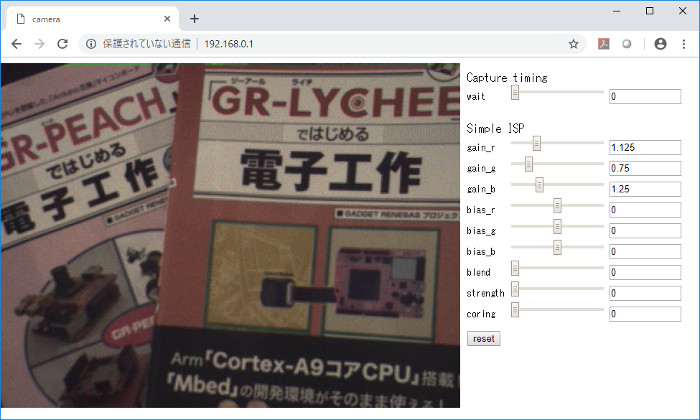 camera
保護されていない通信 | 192.168.0.1
Capture timing
wait 0
Simple ISP
gain_r 1.125
gain_g 0.75
gain_b 1.25
bias_r 0
bias_g 0
bias_b 0
blend 0
strength 0
coring 0
reset
GR-PEACH
ではじめる
電子工作
GADGET RENESAS
GR-PEACH
ジーアール ライチ
「GR-LYCHEE
ではじめる
電子工作
GADGET RENESAS プロジェクト
Arm「Cortex-A9コアCPU」搭載!
「Mbed」の開発環境がそのまま使える!